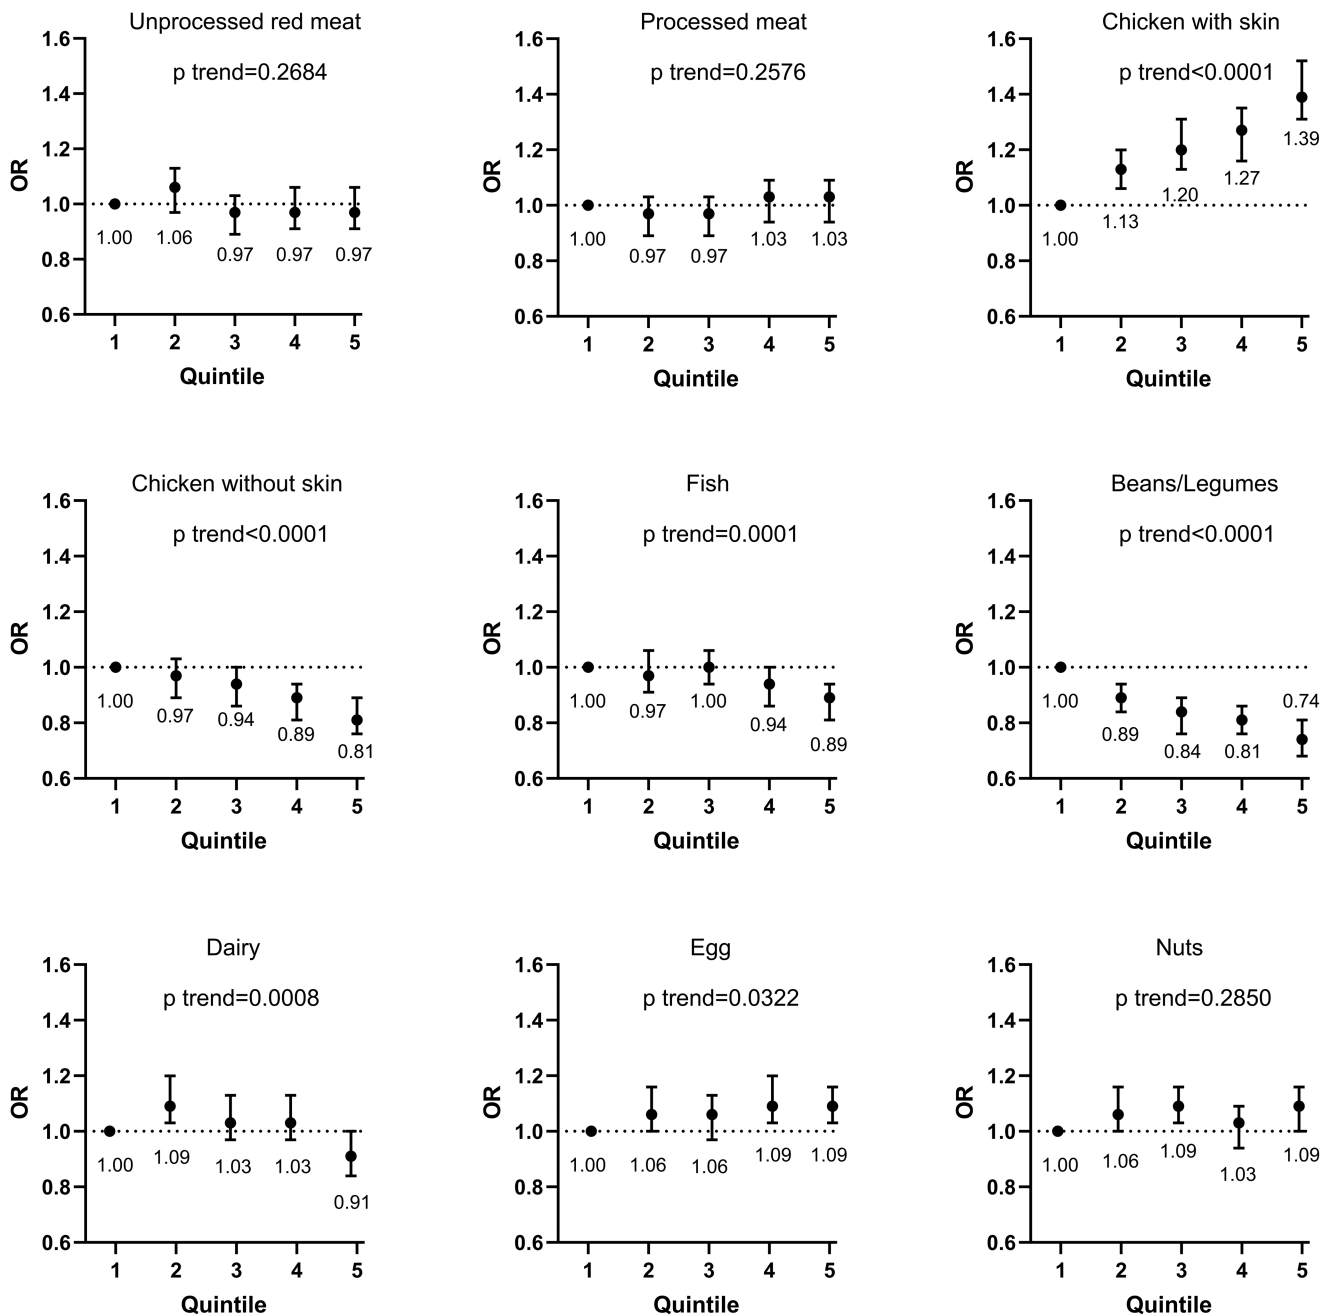 Unprocessed red meat
p trend=0.2684
OR
1.6
1.4
1.2
1.0
0.8
0.6
1.00
1.06
0.97
0.97
0.97
1 2 3 4 5
Quintile
Processed meat
p trend=0.2576
OR
1.6
1.4
1.2
1.0
0.8
0.6
1.00
0.97
0.97
1.03
1.03
1 2 3 4 5
Quintile
Chicken with skin
p trend<0.0001
OR
1.6
1.4
1.2
1.0
0.8
0.6
1.00
1.13
1.20
1.27
1.39
1 2 3 4 5
Quintile
Chicken without skin
p trend<0.0001
OR
1.6
1.4
1.2
1.0
0.8
0.6
1.00
0.97
0.94
0.89
0.81
1 2 3 4 5
Quintile
Fish
p trend=0.0001
OR
1.6
1.4
1.2
1.0
0.8
0.6
1.00
0.97
1.00
0.94
0.89
1 2 3 4 5
Quintile
Beans/Legumes
p trend<0.0001
OR
1.6
1.4
1.2
1.0
0.8
0.6
1.00
0.89
0.84
0.81
0.74
1 2 3 4 5
Quintile
Dairy
p trend=0.0008
OR
1.6
1.4
1.2
1.0
0.8
0.6
1.00
1.09
1.03
1.03
0.91
1 2 3 4 5
Quintile
Egg
p trend=0.0322
OR
1.6
1.4
1.2
1.0
0.8
0.6
1.00
1.06
1.06
1.09
1.09
1 2 3 4 5
Quintile
Nuts
p trend=0.2850
OR
1.6
1.4
1.2
1.0
0.8
0.6
1.00
1.06
1.09
1.03
1.09
1 2 3 4 5
Quintile